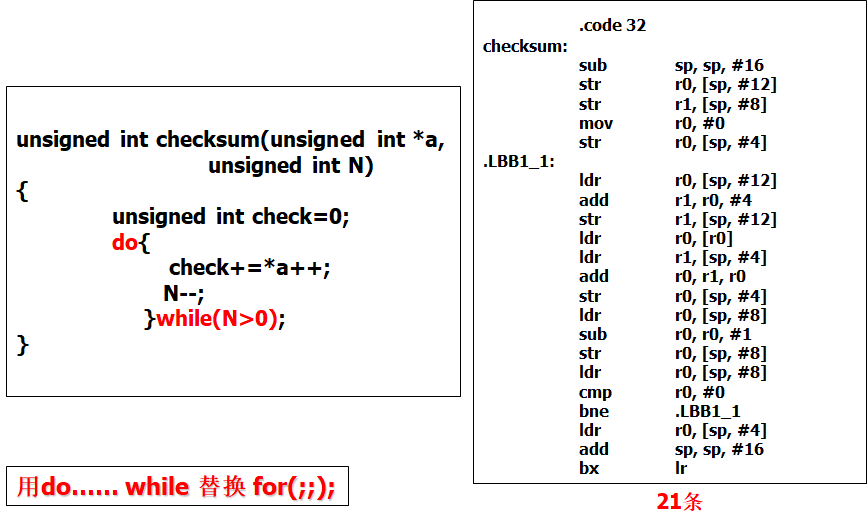 unsigned int checksum(unsigned int *a,
unsigned int N)
{
unsigned int check=0;
do{
check+=*a++;
N--;
}while(N>0);
}
用do…… while 替换 for(;;);
.code 32
checksum:
sub sp, sp, #16
str r0, [sp, #12]
str r1, [sp, #8]
mov r0, #0
str r0, [sp, #4]
.LBB1_1:
ldr r0, [sp, #12]
add r1, r0, #4
str r1, [sp, #12]
ldr r0, [r0]
ldr r1, [sp, #4]
add r0, r1, r0
str r0, [sp, #4]
ldr r0, [sp, #8]
sub r0, r0, #1
str r0, [sp, #8]
ldr r0, [sp, #8]
cmp r0, #0
bne .LBB1_1
ldr r0, [sp, #4]
add sp, sp, #16
bx lr
21条